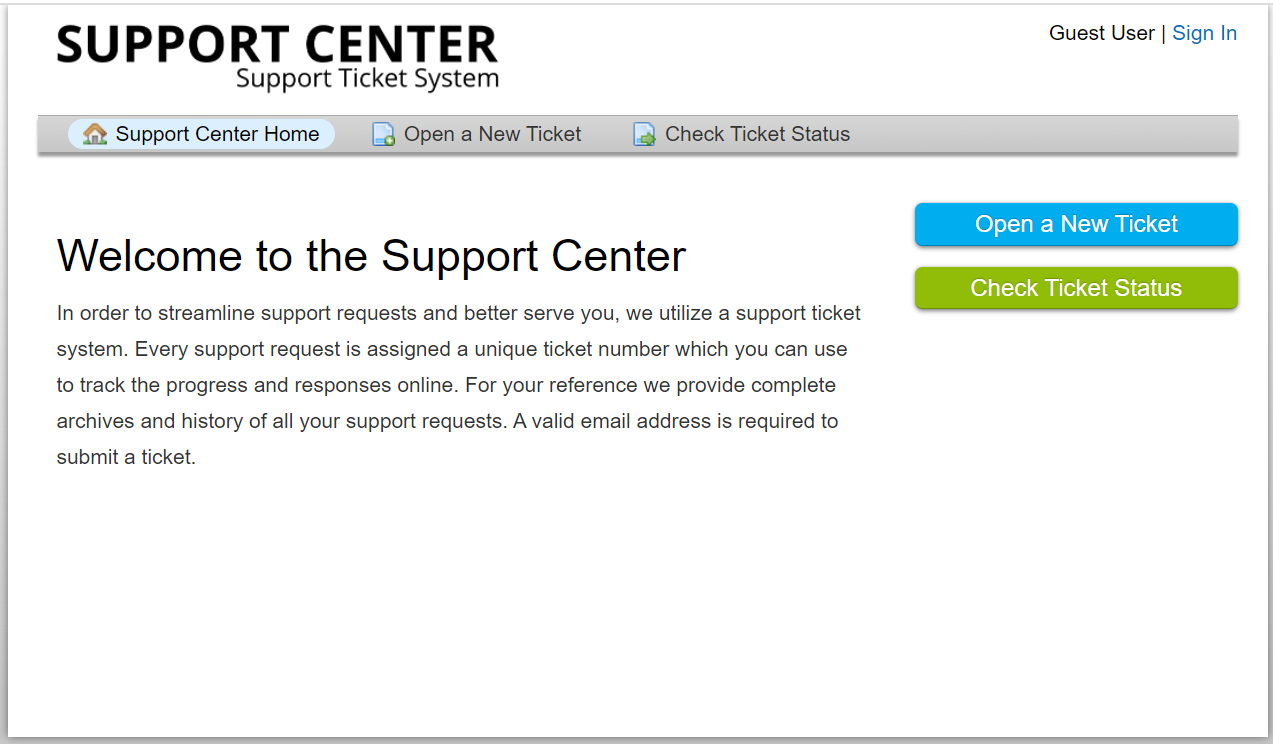 SUPPORT CENTER
Support Ticket System
Guest User | Sign In
Support Center Home
Open a New Ticket
Check Ticket Status
Open a New Ticket
Check Ticket Status
Welcome to the Support Center
In order to streamline support requests and better serve you, we utilize a support ticket
system. Every support request is assigned a unique ticket number which you can use
to track the progress and responses online. For your reference we provide complete
archives and history of all your support requests. A valid email address is required to
submit a ticket.